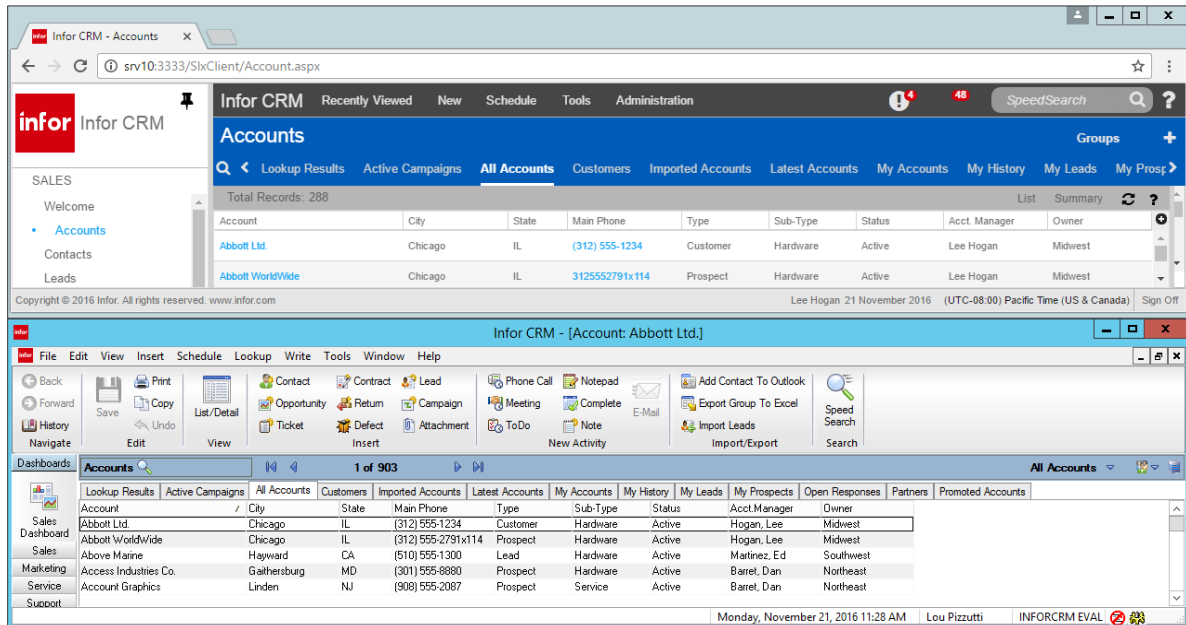 infor Infor CRM - Accounts
srv10:3333/SlxClient/Account.aspx
infor Infor CRM
Infor CRM Recently Viewed New Schedule Tools Administration 4 48 SpeedSearch ?
Accounts Groups +
Lookup Results Active Campaigns All Accounts Customers Imported Accounts Latest Accounts My Accounts My History My Leads My Prosp
SALES
Welcome
Accounts
Contacts
Leads
Total Records: 288 List Summary ?
Account City State Main Phone Type Sub-Type Status Acct. Manager Owner
Abbott Ltd. Chicago IL (312) 555-1234 Customer Hardware Active Lee Hogan Midwest
Abbott WorldWide Chicago IL 3125552791x114 Prospect Hardware Active Lee Hogan Midwest
Copyright © 2016 Infor. All rights reserved. www.infor.com Lee Hogan 21 November 2016 (UTC-08:00) Pacific Time (US & Canada) Sign Off
infor Infor CRM - [Account: Abbott Ltd.]
infor File Edit View Insert Schedule Lookup Write Tools Window Help
Back Print Contact Contract Lead Phone Call Notepad Add Contact To Outlook
Forward Save Copy List/Detail Opportunity Return Campaign Meeting Complete E-Mail Export Group To Excel Speed Search
History Undo Ticket Defect Attachment ToDo Note Import Leads
Navigate Edit View Insert New Activity Import/Export Search
Dashboards Accounts 1 of 903 All Accounts
Lookup Results Active Campaigns All Accounts Customers Imported Accounts Latest Accounts My Accounts My History My Leads My Prospects Open Responses Partners Promoted Accounts
Sales Dashboard
Sales
Marketing
Service
Support
Account / City State Main Phone Type Sub-Type Status Acct.Manager Owner
Abbott Ltd. Chicago IL (312) 555-1234 Customer Hardware Active Hogan, Lee Midwest
Abbott WorldWide Chicago IL (312) 555-2791x114 Prospect Hardware Active Hogan, Lee Midwest
Above Marine Hayward CA (510) 555-1300 Lead Hardware Active Martinez, Ed Southwest
Access Industries Co. Gaithersburg MD (301) 555-8880 Prospect Hardware Active Barret, Dan Northeast
Account Graphics Linden NJ (908) 555-2087 Prospect Service Active Barret, Dan Northeast
Monday, November 21, 2016 11:28 AM Lou Pizzutti INFORCRM EVAL